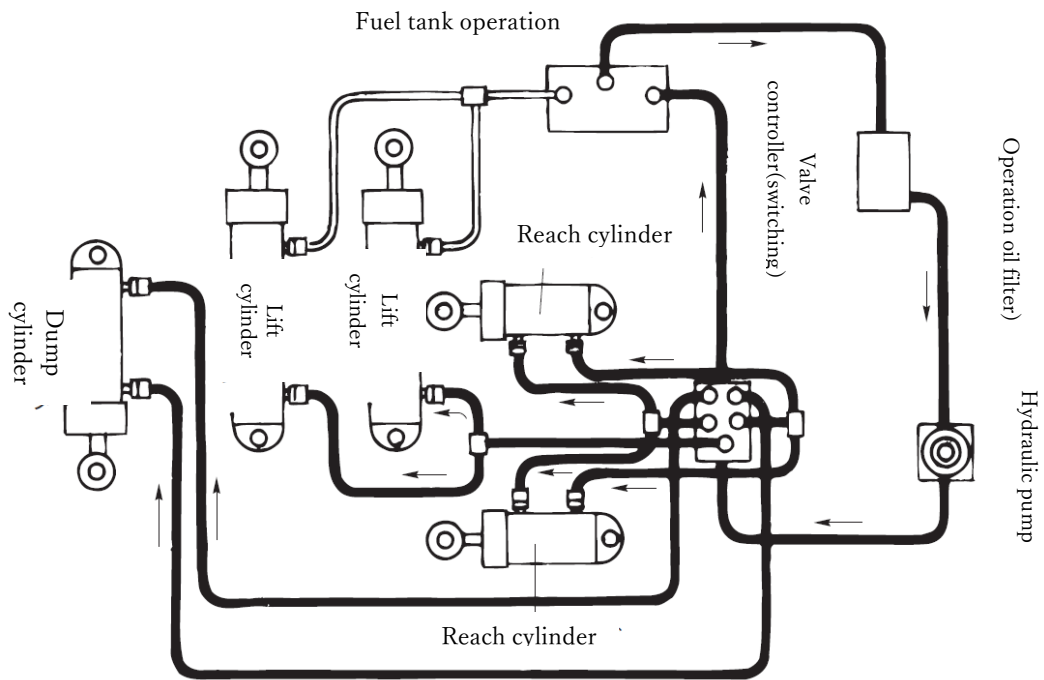 Fuel tank operation
Valve
controller(switching)
Operation oil filter)
Reach cylinder
Dump
cylinder
Lift
cylinder
Lift
cylinder
Hydraulic pump
Reach cylinder